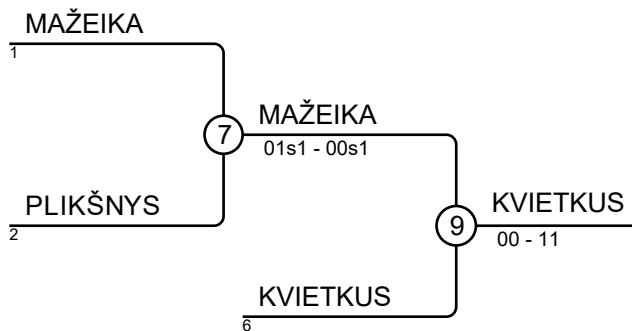 MAŽEIKA
1
7
MAŽEIKA
01s1 - 00s1
PLIKŠNYS
2
9
KVIETKUS
00 - 11
KVIETKUS
6